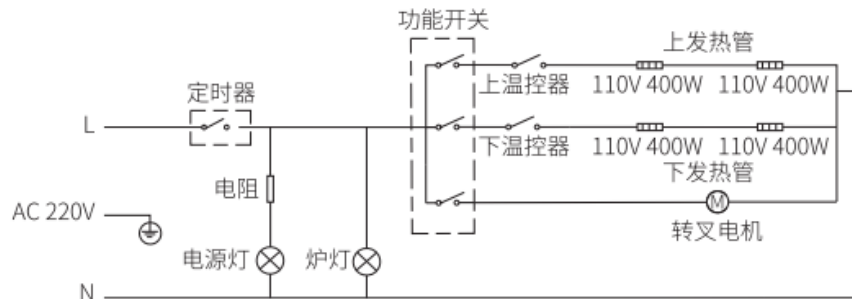 功能开关
上发热管
定时器
上温控器 110V 400W 110V 400W
L
下温控器 110V 400W 110V 400W
下发热管
电阻
AC 220V
M
转叉电机
电源灯 炉灯
N